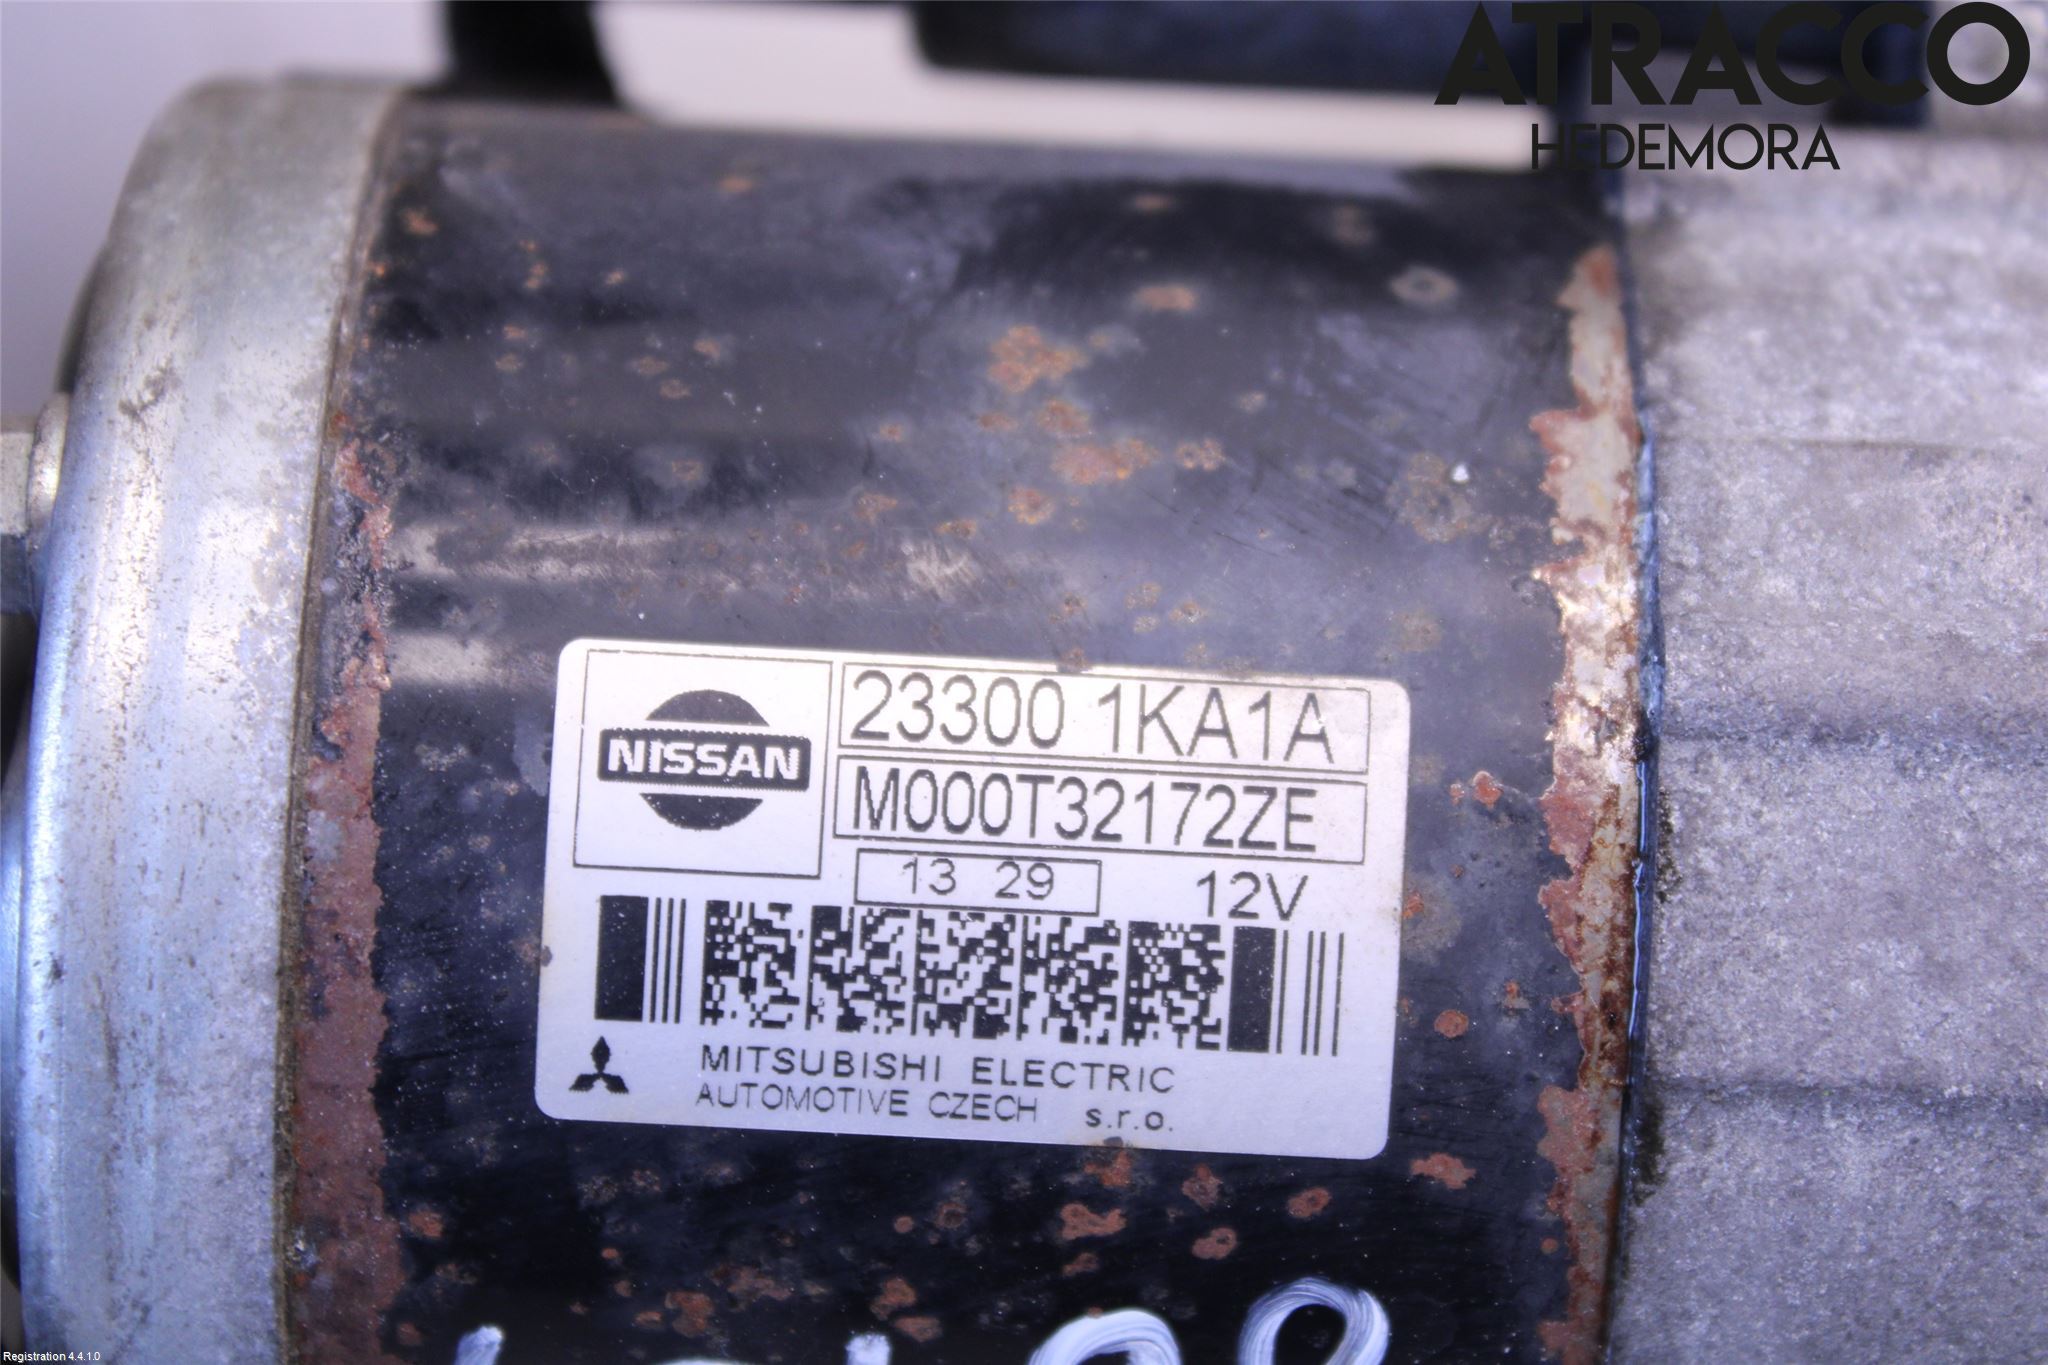 ATRACCO
HEDEMORA
NISSAN
23300 1KA1A
M000T32172ZE
13 29
12V
MITSUBISHI ELECTRIC
AUTOMOTIVE CZECH s.r.o.
Registration 4.4.1.0